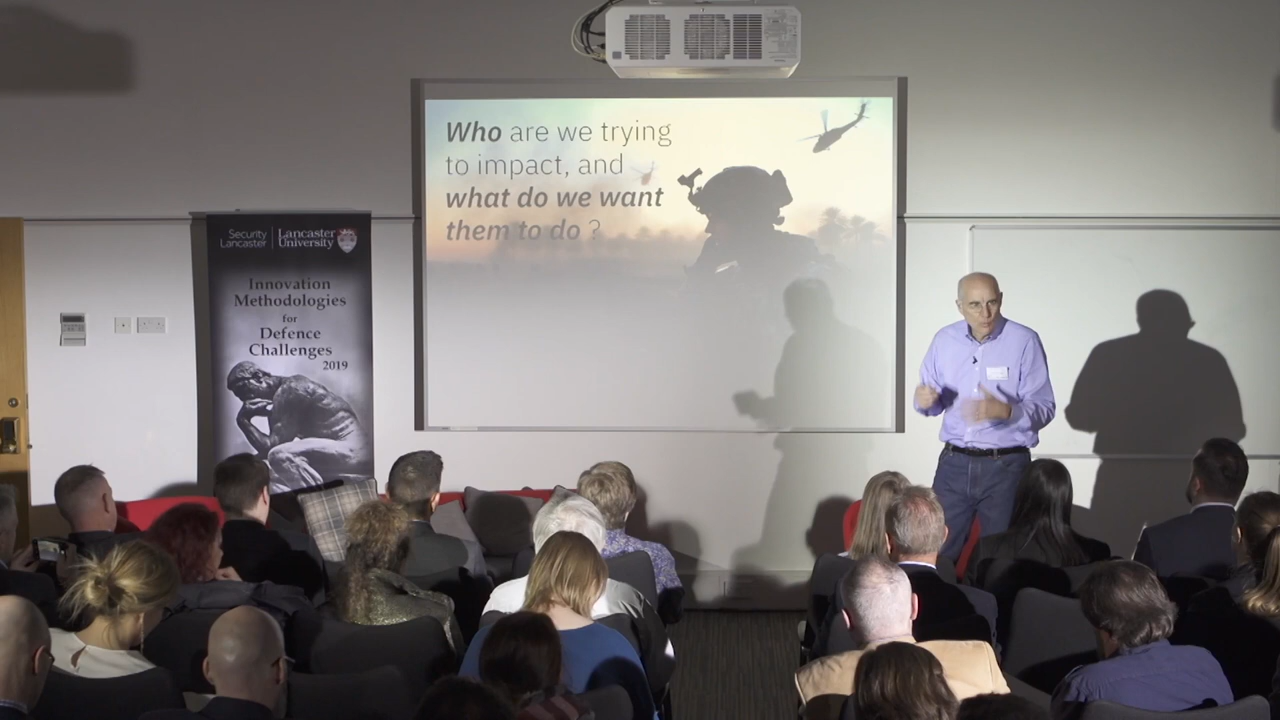 Who are we trying
to impact, and
what do we want
them to do ?
Security
Lancaster
Lancaster
University
Innovation
Methodologies
for
Defence
Challenges
2019